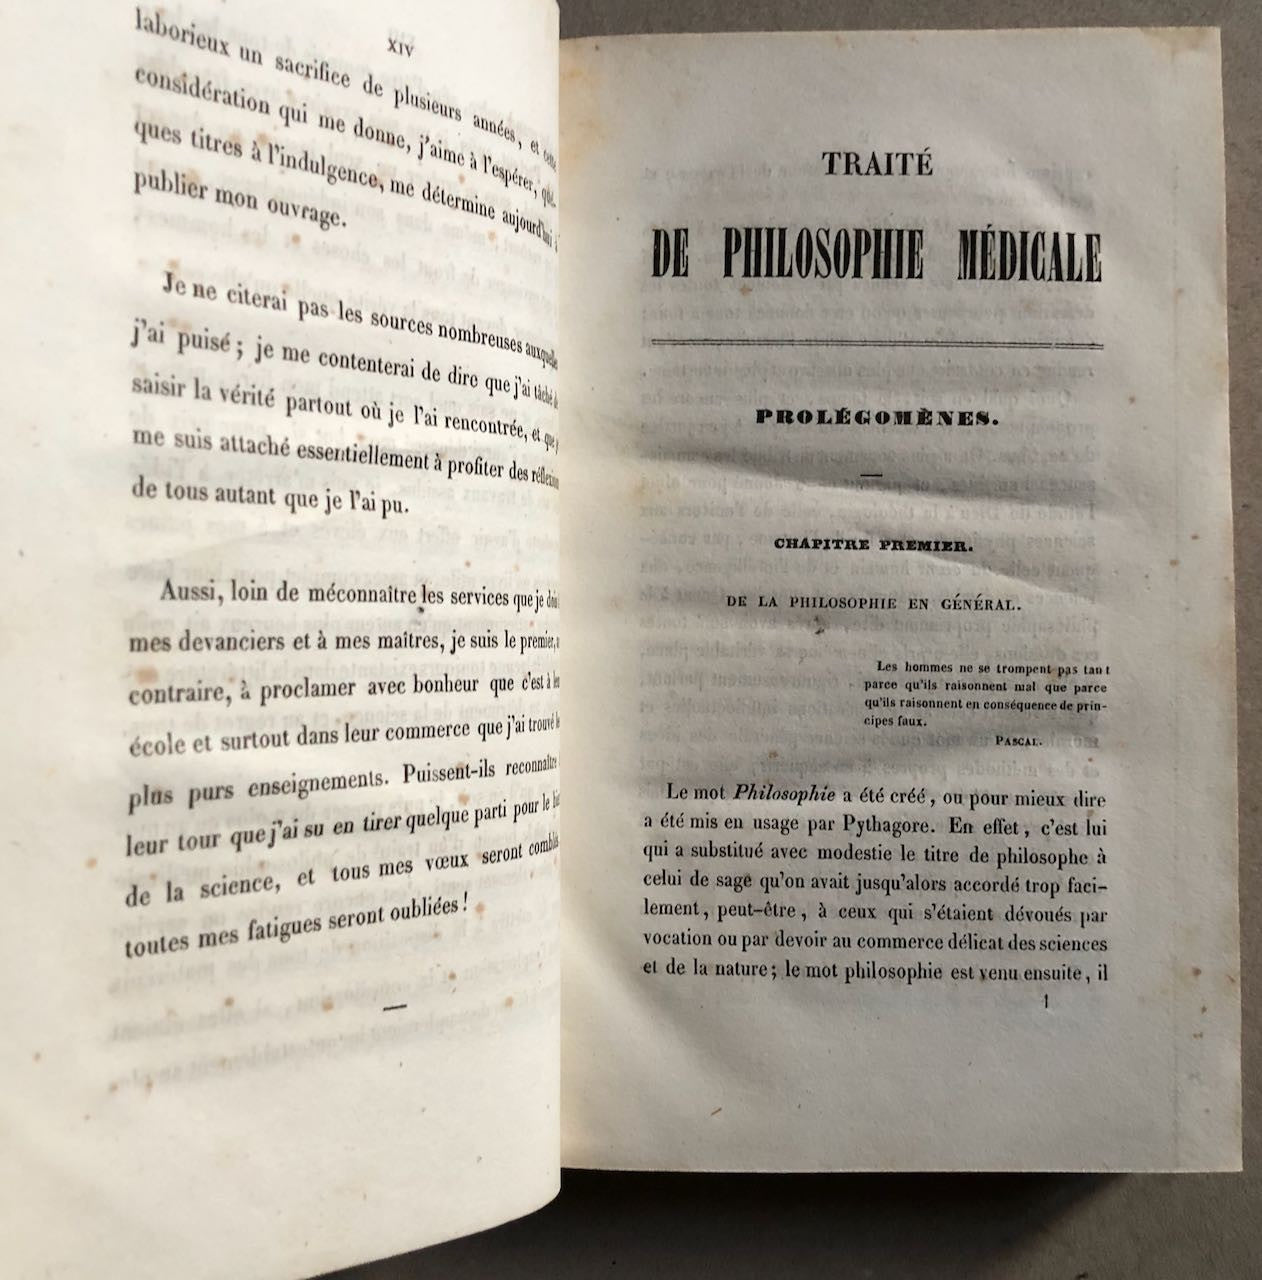 XIV
laborieux un sacrifice de plusieurs années, et cette
considération qui me donne, j'aime à l'espérer, quel-
ques titres à l'indulgence, me détermine aujourd'hui à
publier mon ouvrage.
Je ne citerai pas les sources nombreuses auxquelles
j'ai puisé; je me contenterai de dire que j'ai tâché de
saisir la vérité partout où je l'ai rencontrée, et que
me suis attaché essentiellement à profiter des réflexion
de tous autant que je l'ai pu.
Aussi, loin de méconnaître les services que je dois
mes devanciers et à mes maîtres, je suis le premier,
contraire, à proclamer avec bonheur que c'est à
école et surtout dans leur commerce que j'ai trouvé
plus purs enseignements. Puissent-ils reconnaître
leur tour que j'ai su en tirer quelque parti pour le
de la science, et tous mes vœux seront comblés
toutes mes fatigues seront oubliées!
TRAITÉ
DE PHILOSOPHIE MÉDICALE
PROLÉGOMÈNES.
CHAPITRE PREMIER.
DE LA PHILOSOPHIE EN GÉNÉRAL.
Les hommes ne se trompent pas tant
parce qu'ils raisonnent mal que parce
qu'ils raisonnent en conséquence de prin-
cipes faux.
PASCAL.
Le mot Philosophie a été créé, ou pour mieux dire
a été mis en usage par Pythagore. En effet, c'est lui
qui a substitué avec modestie le titre de philosophe à
celui de sage qu'on avait jusqu'alors accordé trop faci-
lement, peut-être, à ceux qui s'étaient dévoués par
vocation ou par devoir au commerce délicat des sciences
et de la nature; le mot philosophie est venu ensuite, il
1